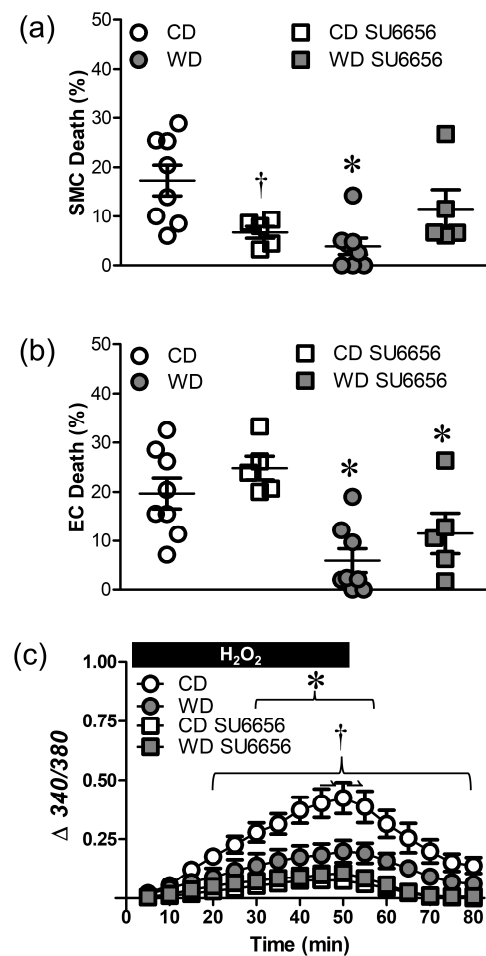 (a)
SMC Death (%)
50
40
30
20
10
0
CD
WD
CD SU6656
WD SU6656
†
*
(b)
EC Death (%)
50
40
30
20
10
0
CD
WD
CD SU6656
WD SU6656
*
*
(c)
H₂O₂
Δ 340/380
1.00
0.75
0.50
0.25
CD
WD
CD SU6656
WD SU6656
*
†
0 10 20 30 40 50 60 70 80
Time (min)